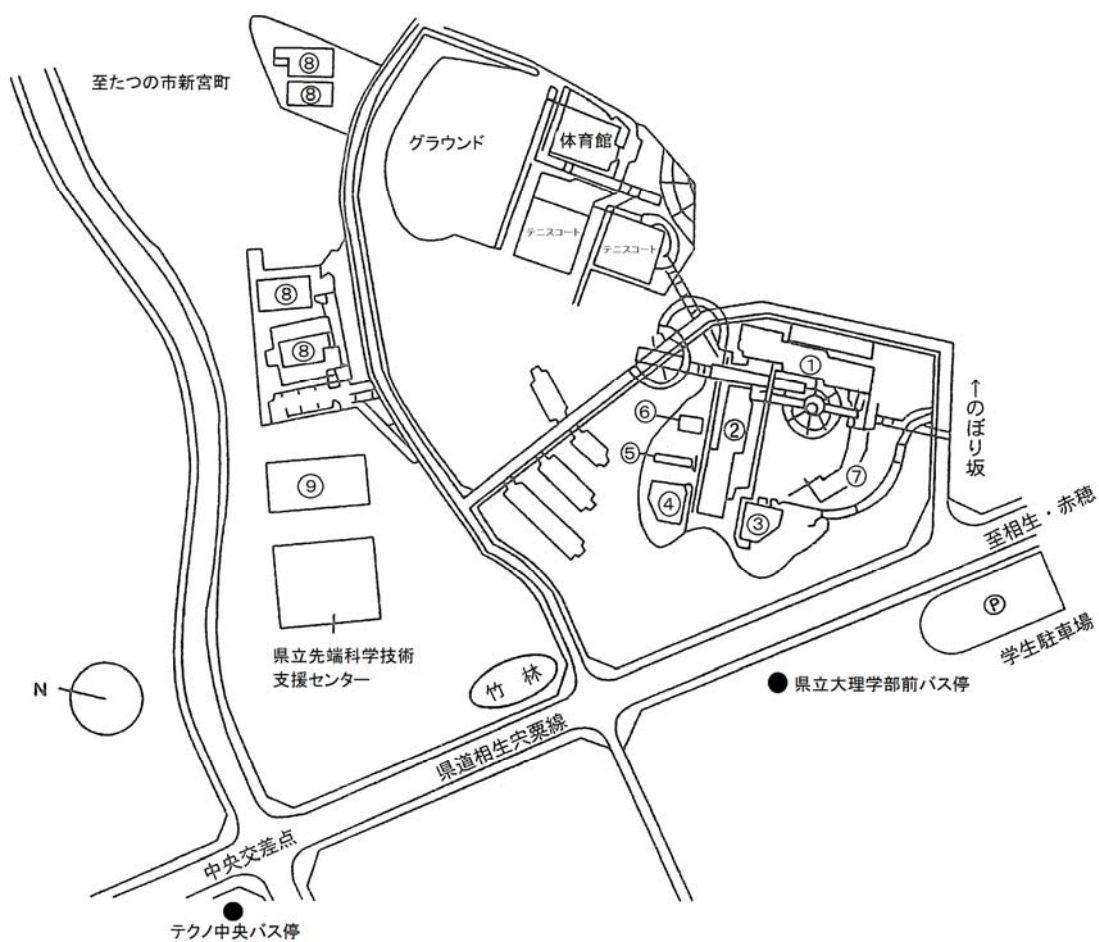 ⑧
⑧
至たつの市新宮町
グラウンド
体育館
テニスコート
テニスコート
⑧
⑧
①
⑥
②
⑤
④
③
⑦
↑のぼり坂
⑨
至相生・赤穂
Ⓟ
学生駐車場
県立先端科学技術
支援センター
竹林
県立大理学部前バス停
N
県道相生宍粟線
中央交差点
テクノ中央バス停